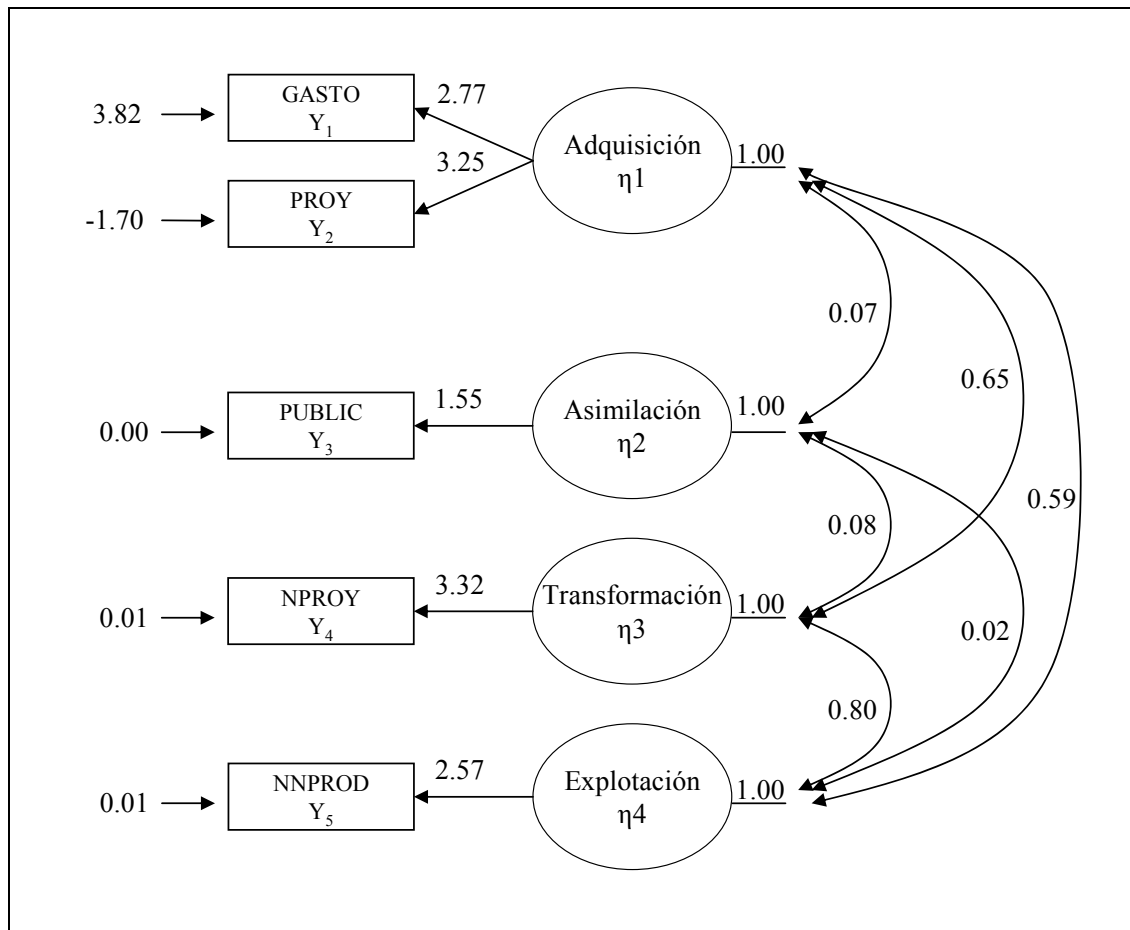 3.82
GASTO
Y1
2.77
Adquisición
η1
1.00
-1.70
PROY
Y2
3.25
0.07
0.65
0.00
PUBLIC
Y3
1.55
Asimilación
η2
1.00
0.59
0.08
0.01
NPROY
Y4
3.32
Transformación
η3
1.00
0.02
0.80
0.01
NNPROD
Y5
2.57
Explotación
η4
1.00